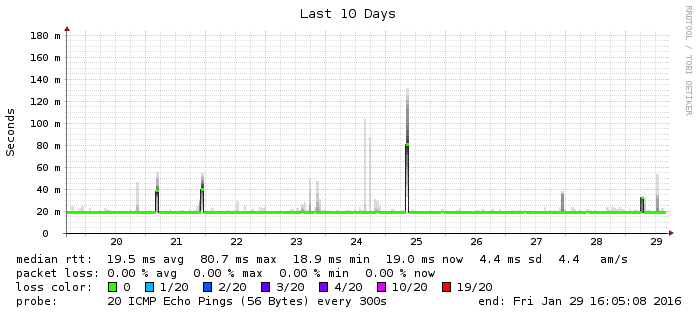 Last 10 Days
RRDTOOL / TOBI OETIKER
Seconds
180 m
160 m
140 m
120 m
100 m
80 m
60 m
40 m
20 m
0
20 21 22 23 24 25 26 27 28 29
median rtt: 19.5 ms avg 80.7 ms max 18.9 ms min 19.0 ms now 4.4 ms sd 4.4 am/s
packet loss: 0.00 % avg 0.00 % max 0.00 % min 0.00 % now
loss color: 0 1/20 2/20 3/20 4/20 10/20 19/20
probe: 20 ICMP Echo Pings (56 Bytes) every 300s end: Fri Jan 29 16:05:08 2016